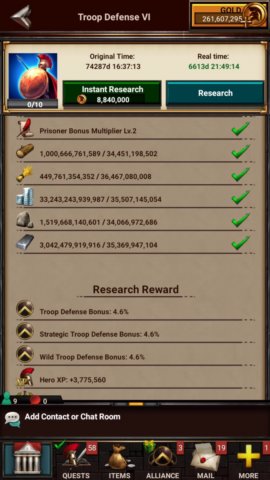 Troop Defense VI
GOLD
261,607,295
Original Time:
74287d 16:37:13
Real time:
6613d 21:49:14
0/10
Instant Research
8,840,000
Research
Prisoner Bonus Multiplier Lv.2
1,000,666,761,589 / 34,451,198,502
449,761,354,352 / 36,467,080,008
33,243,243,939,987 / 35,507,145,054
1,519,668,140,601 / 34,066,972,686
3,042,479,919,916 / 35,369,947,104
Research Reward
Troop Defense Bonus: 4.6%
Strategic Troop Defense Bonus: 4.6%
Wild Troop Defense Bonus: 4.6%
Hero XP: +3,775,560
9 0
Add Contact or Chat Room
58 3 19 1
QUESTS ITEMS ALLIANCE MAIL MORE